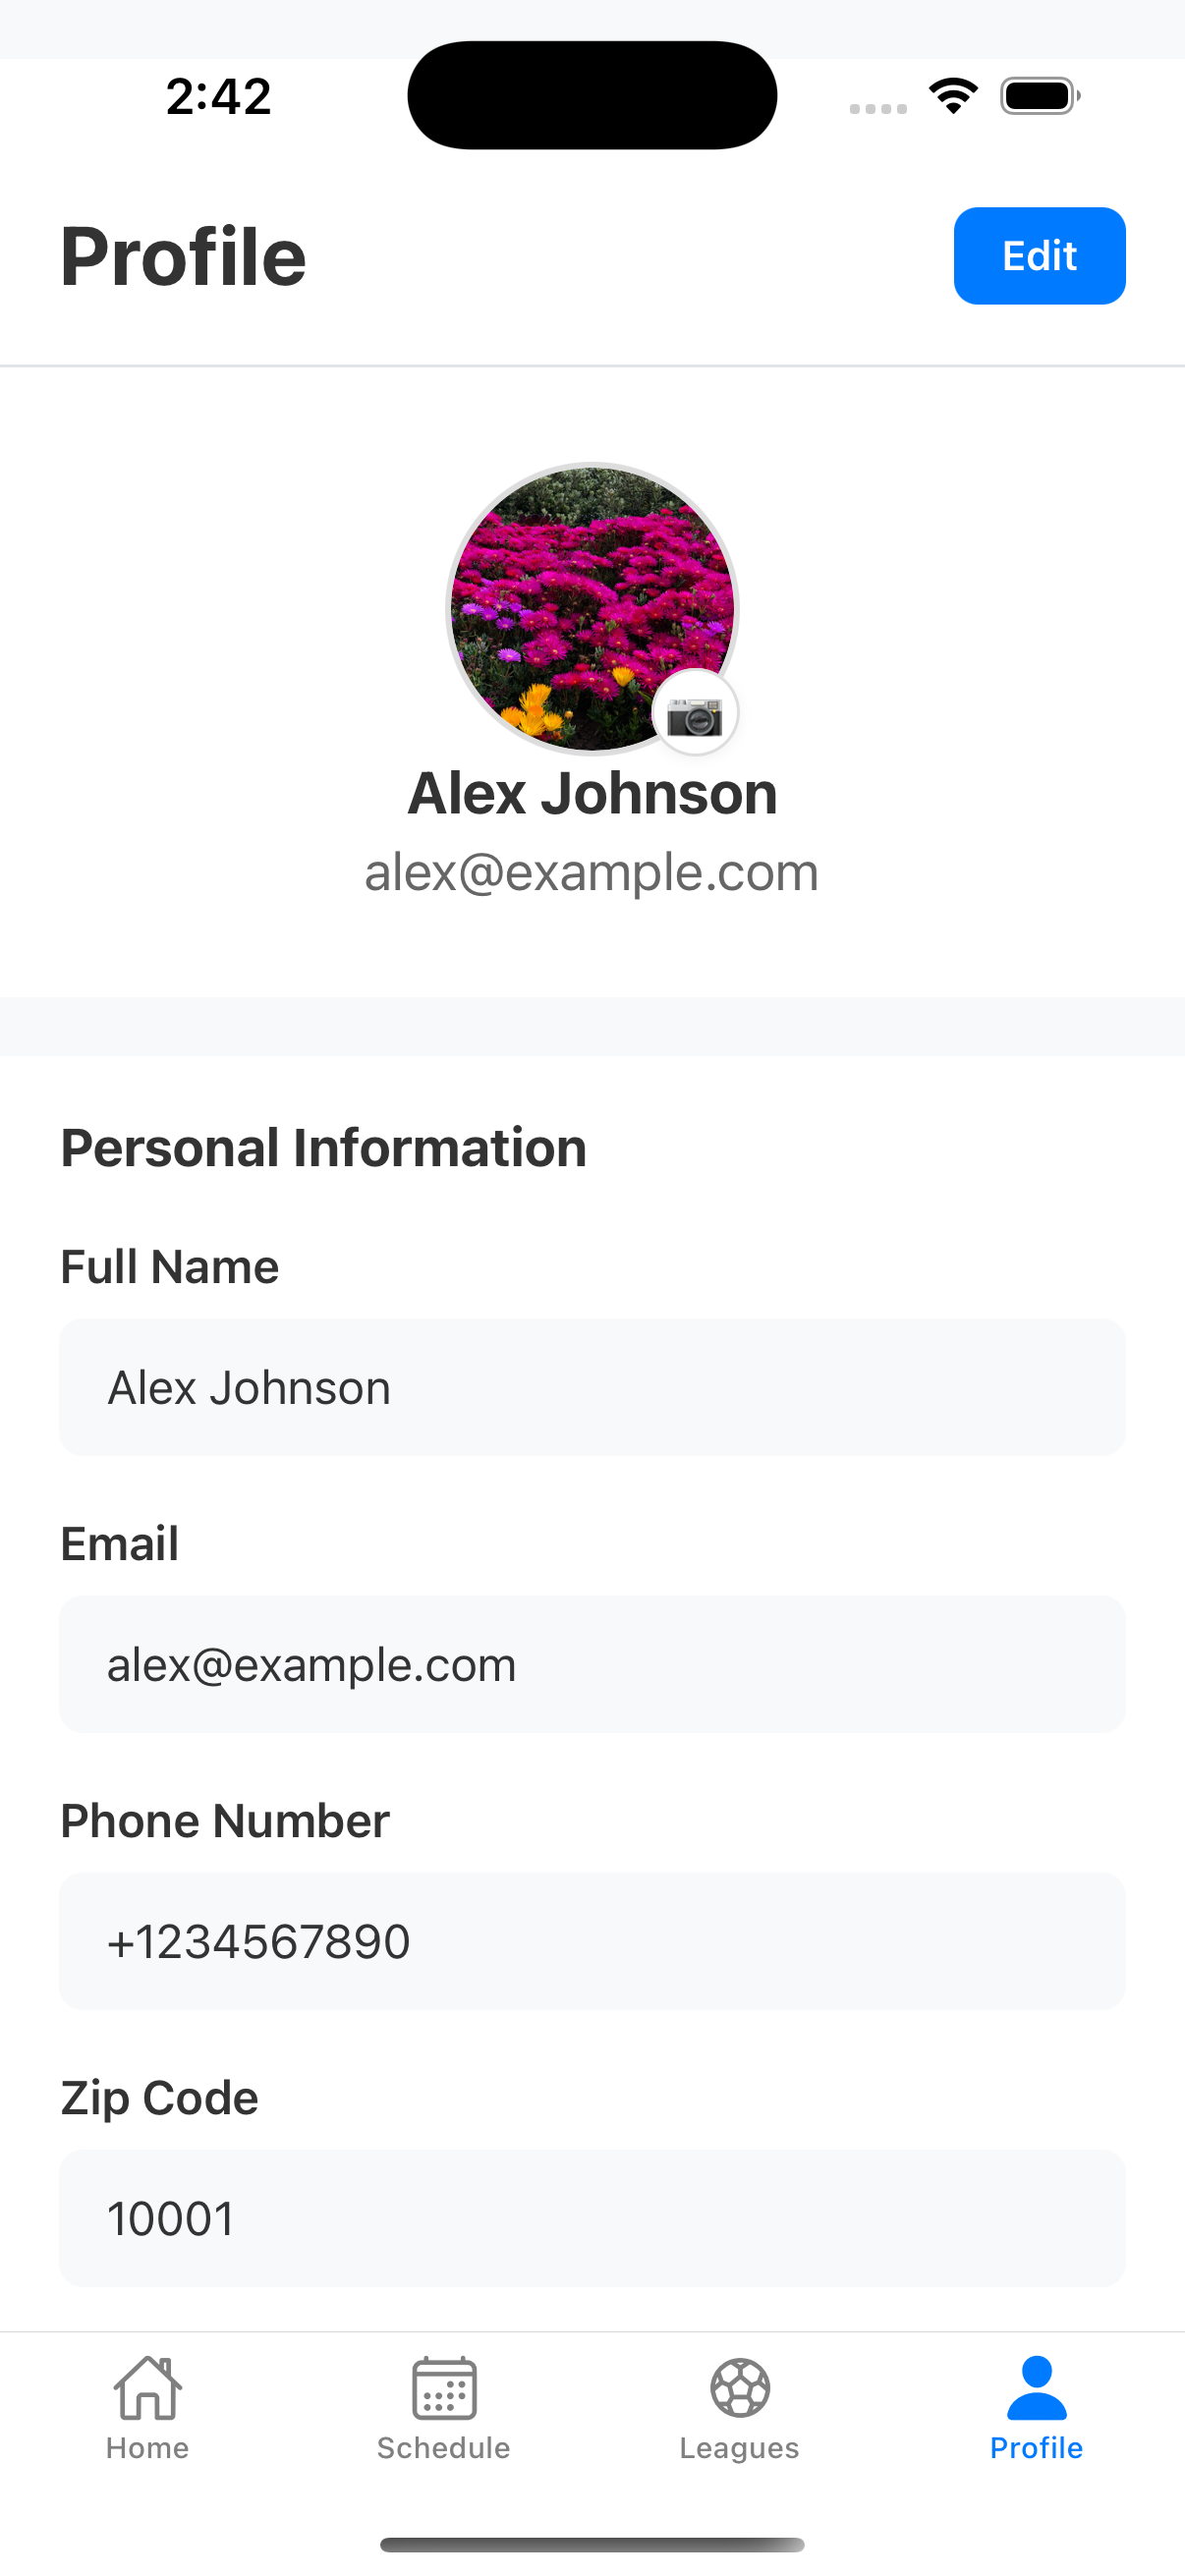 2:42
Profile
Edit
Alex Johnson
alex@example.com
Personal Information
Full Name
Alex Johnson
Email
alex@example.com
Phone Number
+1234567890
Zip Code
10001
Home
Schedule
Leagues
Profile